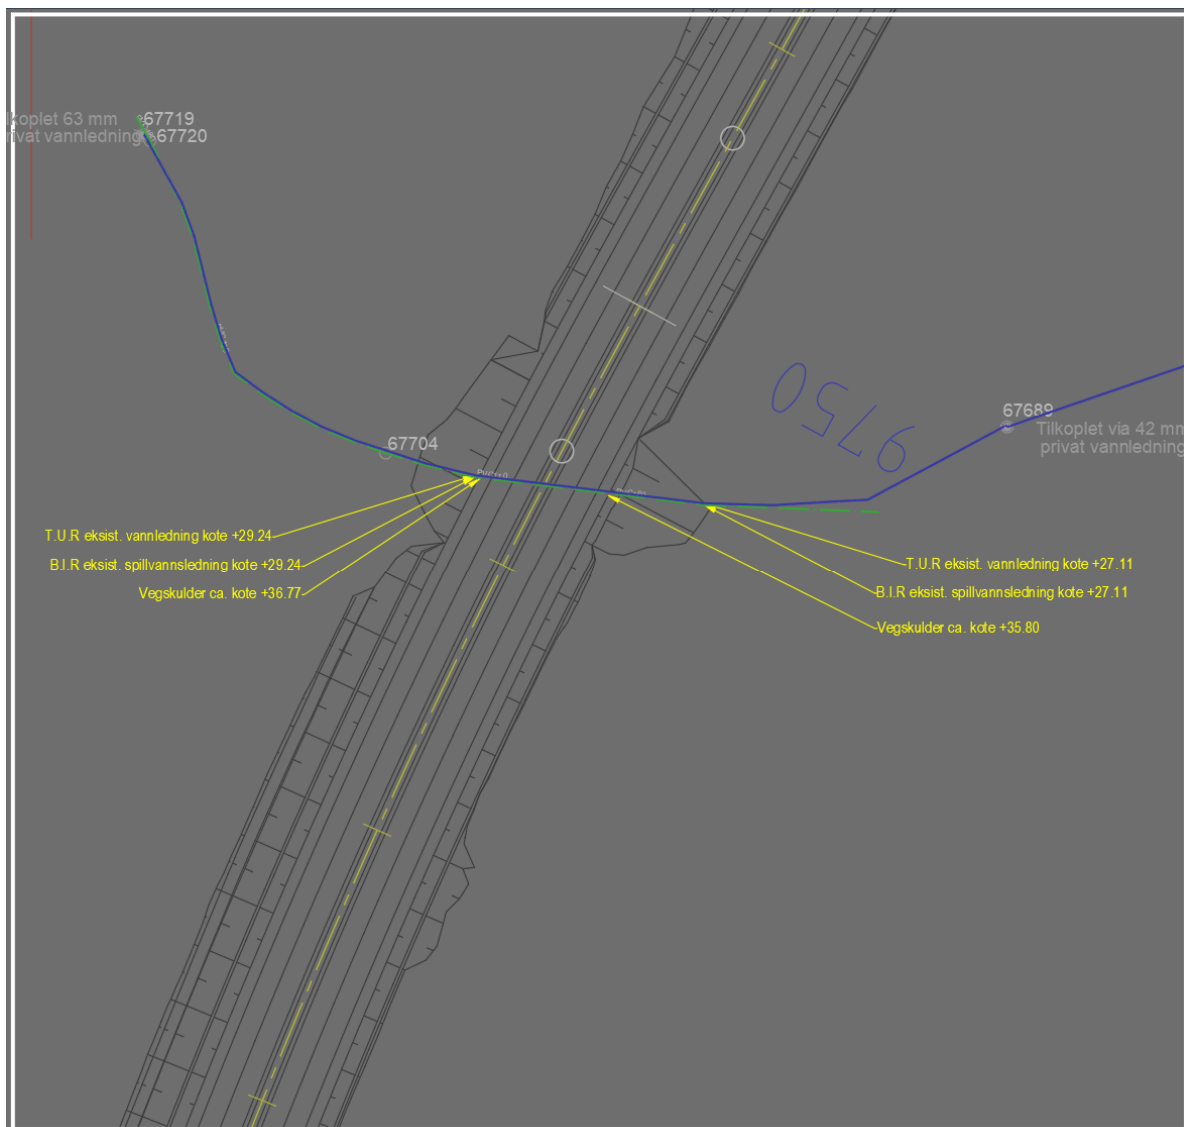 67719
lkoplet 63 mm
rivat vannledning
67720
9750
67689
Tilkoplet via 42 mm
privat vannledning
67704
T.U.R eksist. vannledning kote +29.24
B.I.R eksist. spillvannsledning kote +29.24
Vegskulder ca. kote +36.77
T.U.R eksist. vannledning kote +27.11
B.I.R eksist. spillvannsledning kote +27.11
Vegskulder ca. kote +35.80